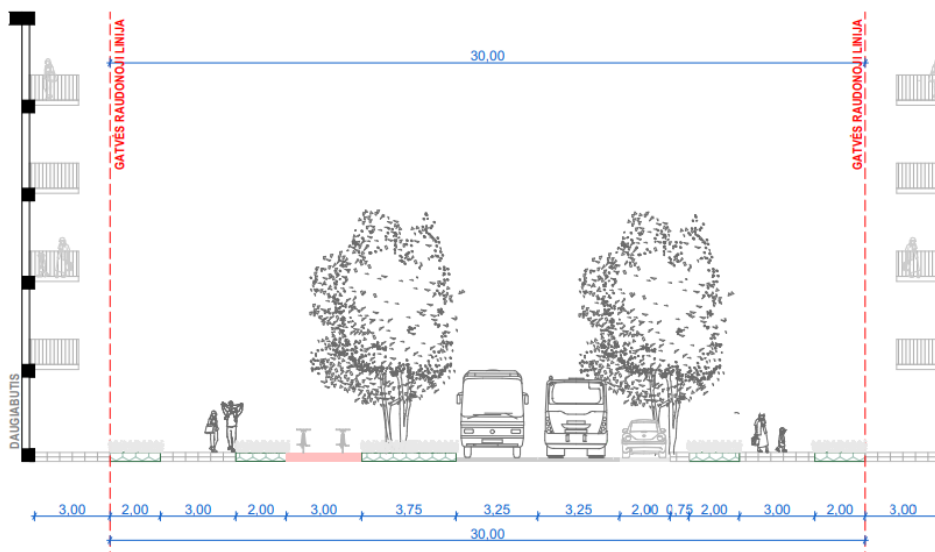 30,00
GATVĖS RAUDONOJI LINIJA
GATVĖS RAUDONOJI LINIJA
DAUGIABUTIS
3,00 2,00 3,00 2,00 3,00 3,75 3,25 3,25 2,00 0,75 2,00 3,00 2,00 3,00
30,00